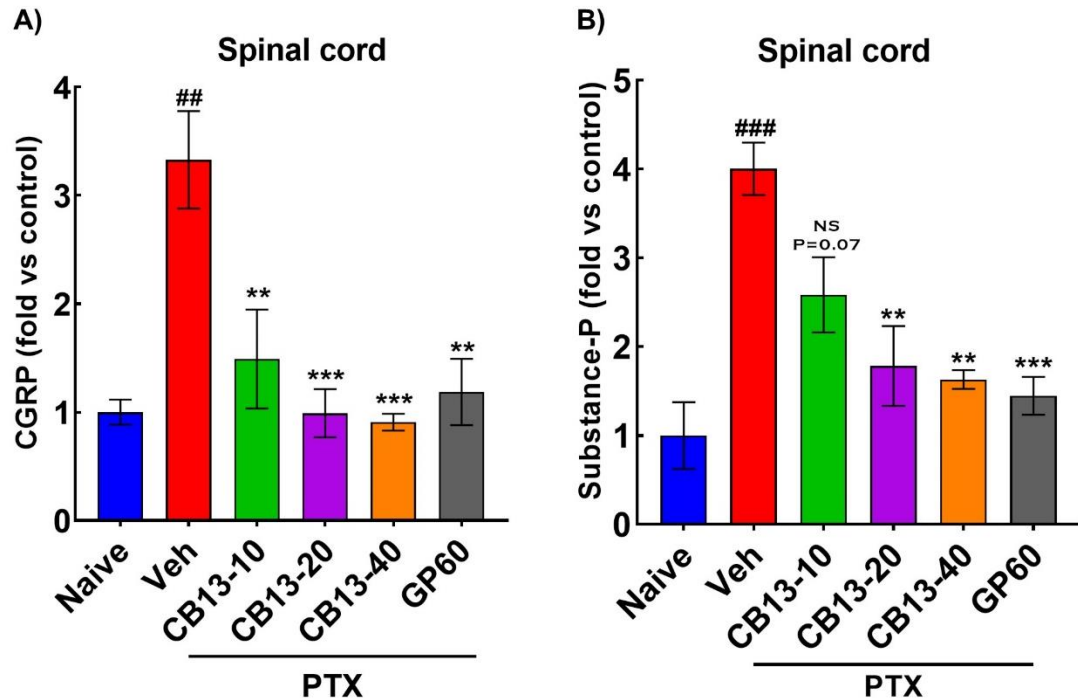 A)
Spinal cord
CGRP (fold vs control)
4
3
2
1
0
##
**
***
***
**
Naive
Veh
CB13-10
CB13-20
CB13-40
GP60
PTX
B)
Spinal cord
Substance-P (fold vs control)
5
4
3
2
1
0
###
NS
P=0.07
**
**
***
Naive
Veh
CB13-10
CB13-20
CB13-40
GP60
PTX